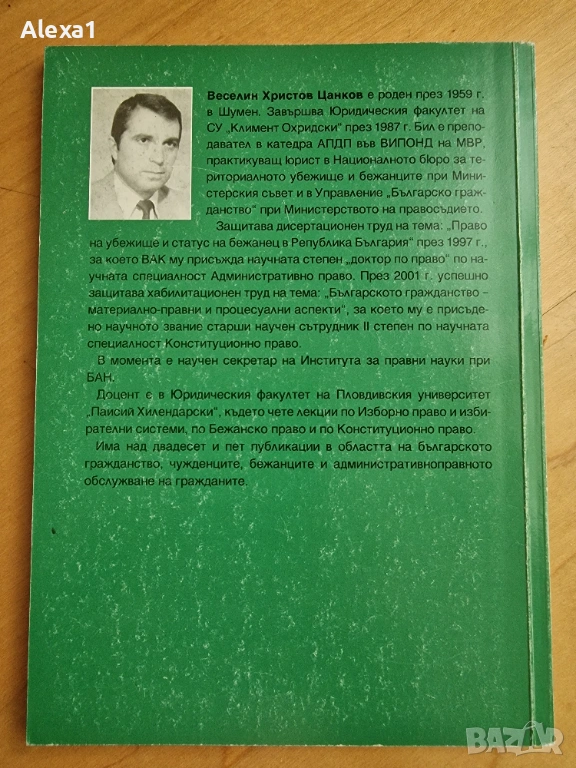 Alexa1
Веселин Христов Цанков е роден през 1959 г.
в Шумен. Завършва Юридическия факултет на
СУ „Климент Охридски" през 1987 г. Бил е препо-
давател в катедра АПДП във ВИПОНД на МВР,
практикуващ юрист в Националното бюро за те-
риториалното убежище и бежанците при Мини-
стерския съвет и в Управление „Българско граж-
данство" при Министерството на правосъдието.
Защитава дисертационен труд на тема: „Право
на убежище и статус на бежанец в Република България" през 1997 г.,
за което ВАК му присъжда научната степен „доктор по право" по на-
учната специалност Административно право. През 2001 г. успешно
защитава хабилитационен труд на тема: „Българското гражданство –
материално-правни и процесуални аспекти", за което му е присъде-
но научното звание старши научен сътрудник II степен по научната
специалност Конституционно право.
В момента е научен секретар на Института за правни науки при
БАН.
Доцент е в Юридическия факултет на Пловдивския университет
„Паисий Хилендарски", където чете лекции по Изборно право и изби-
рателни системи, по Бежанско право и по Конституционно право.
Има над двадесет и пет публикации в областта на българското
гражданство, чужденците, бежанците и административноправното
обслужване на гражданите.
BAZAR